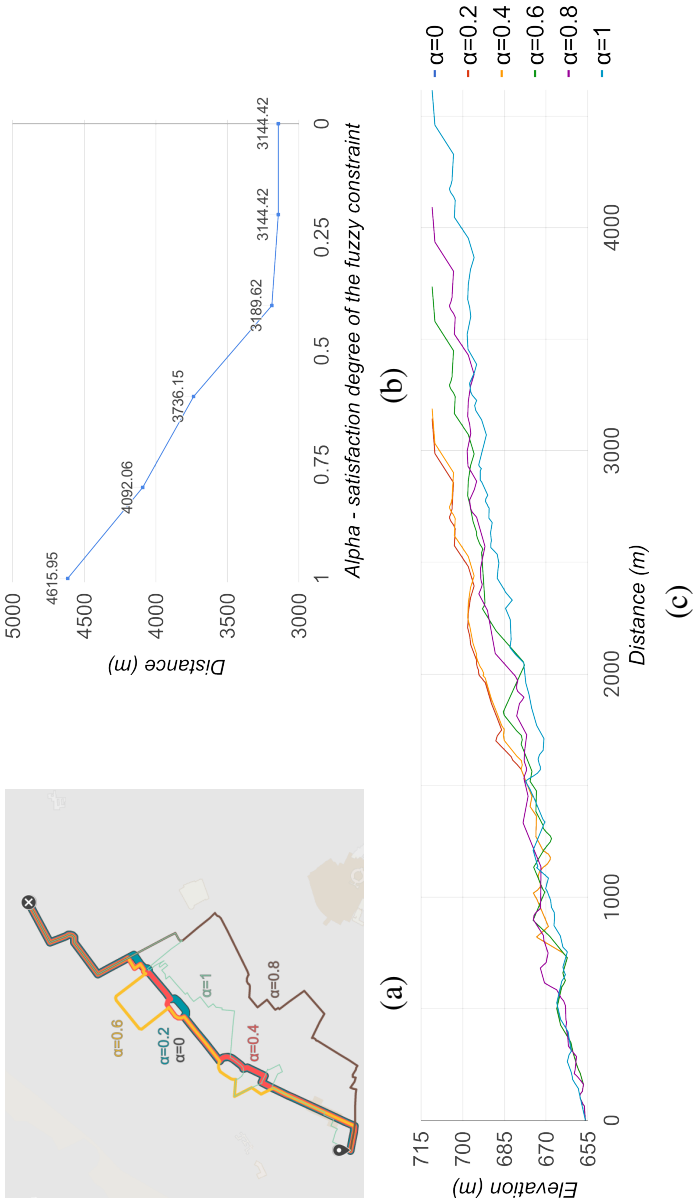 α=0.6
α=0.2
α=0
α=0.4
α=1
α=0.8
(a)
5000
4500
4000
3500
3000
Distance (m)
4615.95
4092.06
3736.15
3189.62
3144.42
3144.42
1
0.75
0.5
0.25
0
Alpha - satisfaction degree of the fuzzy constraint
(b)
715
700
685
670
655
Elevation (m)
0
1000
2000
3000
4000
Distance (m)
α=0
α=0.2
α=0.4
α=0.6
α=0.8
α=1
(c)